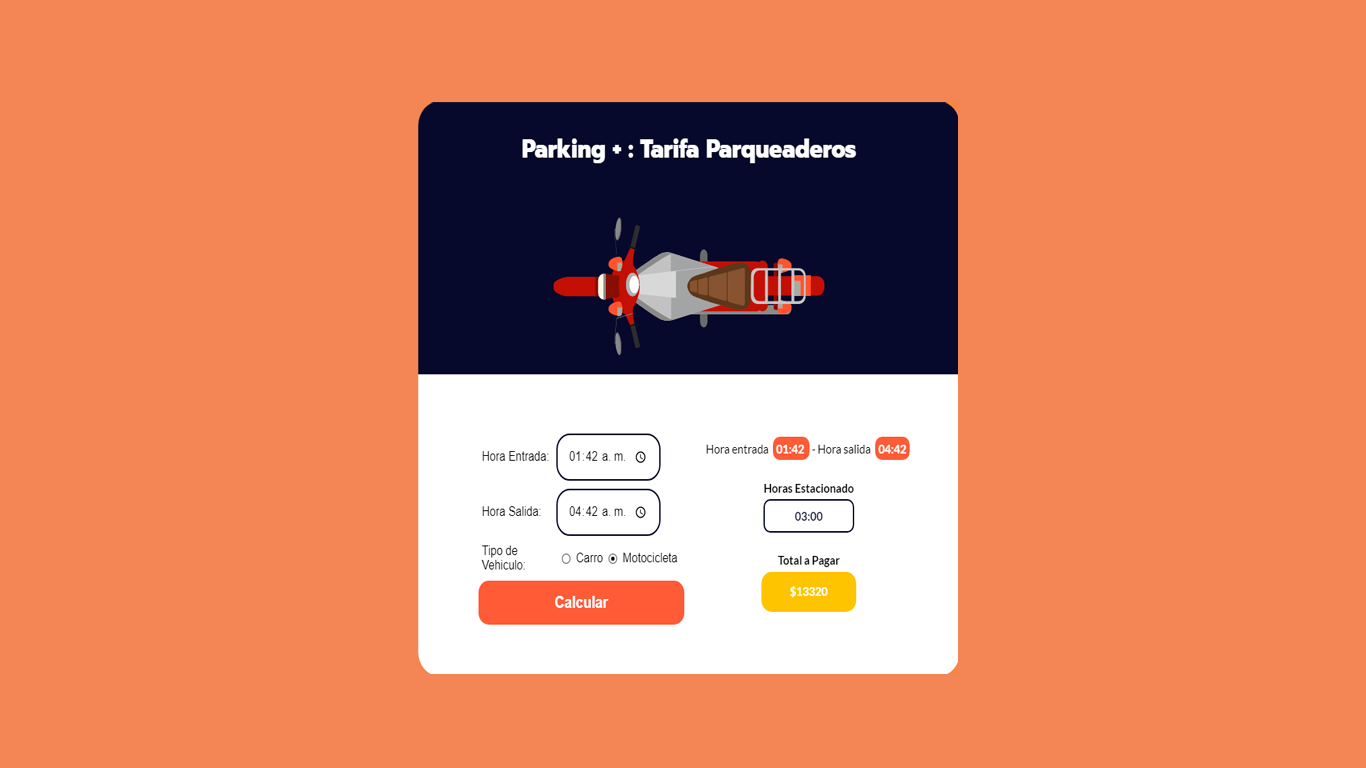 Parking + : Tarifa Parqueaderos
Hora Entrada: 01:42 a. m.
Hora Salida: 04:42 a. m.
Tipo de
Vehiculo:
Carro Motocicleta
Calcular
Hora entrada 01:42 - Hora salida 04:42
Horas Estacionado
03:00
Total a Pagar
$13320